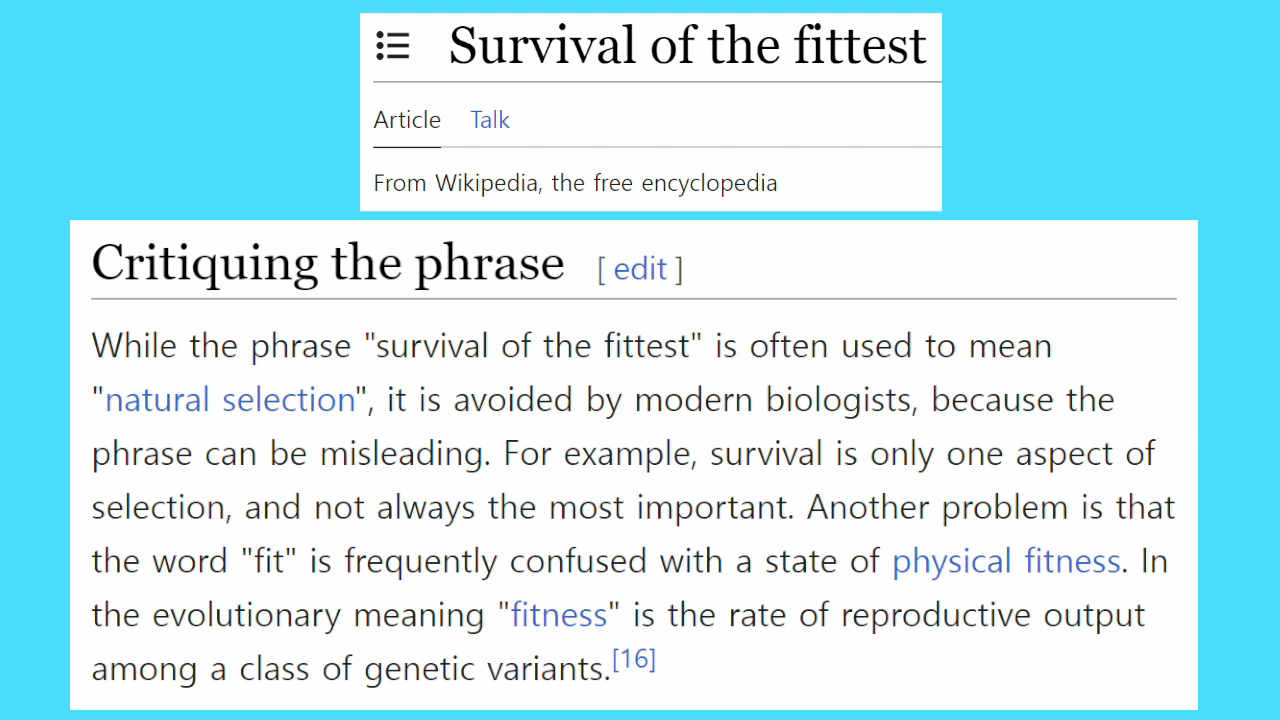 Survival of the fittest
Article Talk
From Wikipedia, the free encyclopedia
Critiquing the phrase [ edit ]
While the phrase "survival of the fittest" is often used to mean
"natural selection", it is avoided by modern biologists, because the
phrase can be misleading. For example, survival is only one aspect of
selection, and not always the most important. Another problem is that
the word "fit" is frequently confused with a state of physical fitness. In
the evolutionary meaning "fitness" is the rate of reproductive output
among a class of genetic variants.[16]